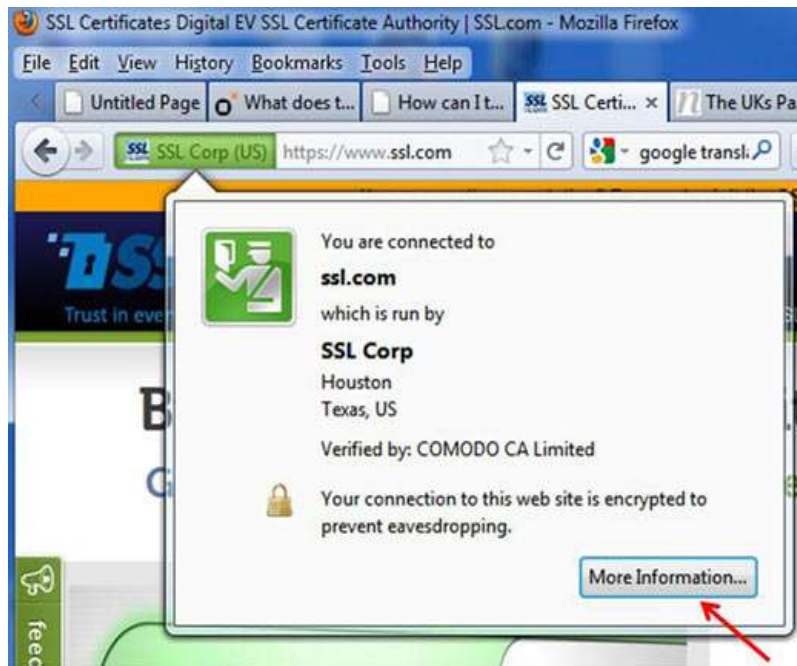 SSL Certificates Digital EV SSL Certificate Authority | SSL.com - Mozilla Firefox
File Edit View History Bookmarks Tools Help
Untitled Page What does t... How can I t... SSL SSL Certi... × The UKs Pa
SSL SSL Corp (US) https://www.ssl.com google transl
SS
Trust in eve
You are connected to
ssl.com
which is run by
SSL Corp
Houston
Texas, US
Verified by: COMODO CA Limited
Your connection to this web site is encrypted to
prevent eavesdropping.
More Information...
B
G
feed